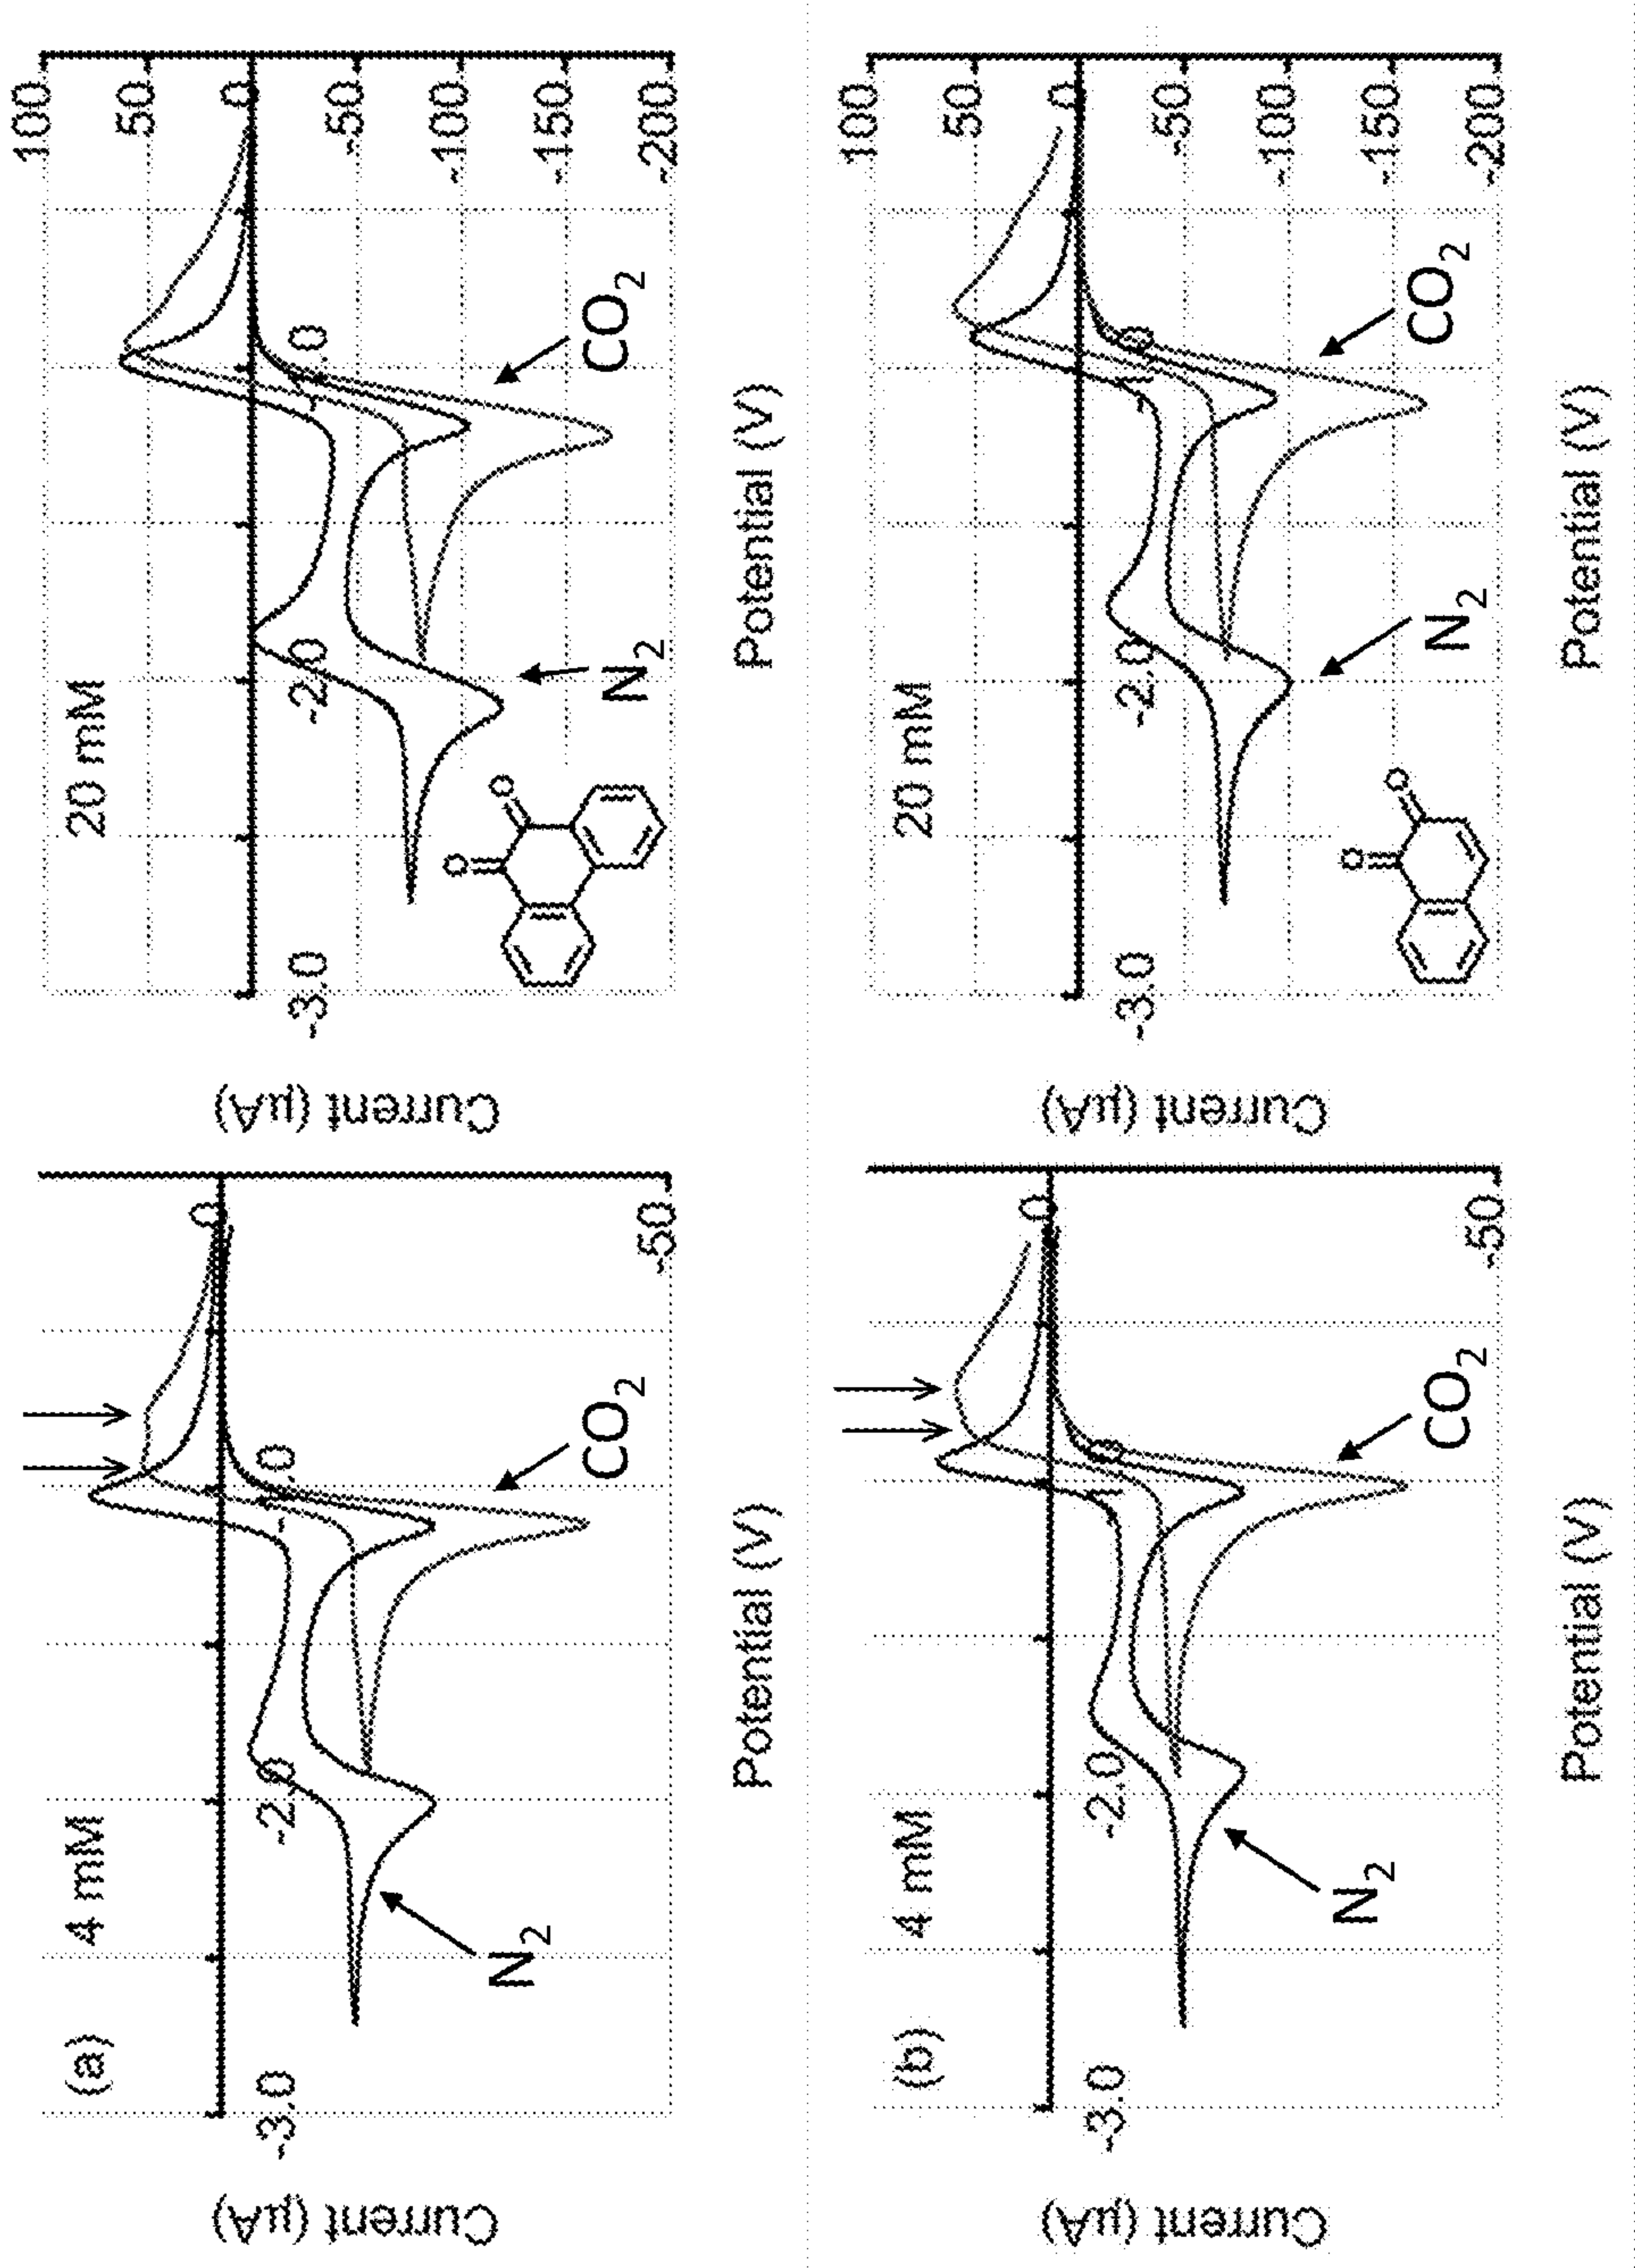 (a)
4 mM
Current (µA)
0
-3.0
-2.0
-1.0
N2
CO2
-50
Potential (V)
20 mM
Current (µA)
100
50
0
-50
-100
-150
-200
-3.0
-2.0
-1.0
O
O
N2
CO2
Potential (V)
(b)
4 mM
Current (µA)
0
-3.0
-2.0
-1.0
N2
CO2
-50
Potential (V)
20 mM
Current (µA)
100
50
0
-50
-100
-150
-200
-3.0
-2.0
-1.0
O
O
N2
CO2
Potential (V)